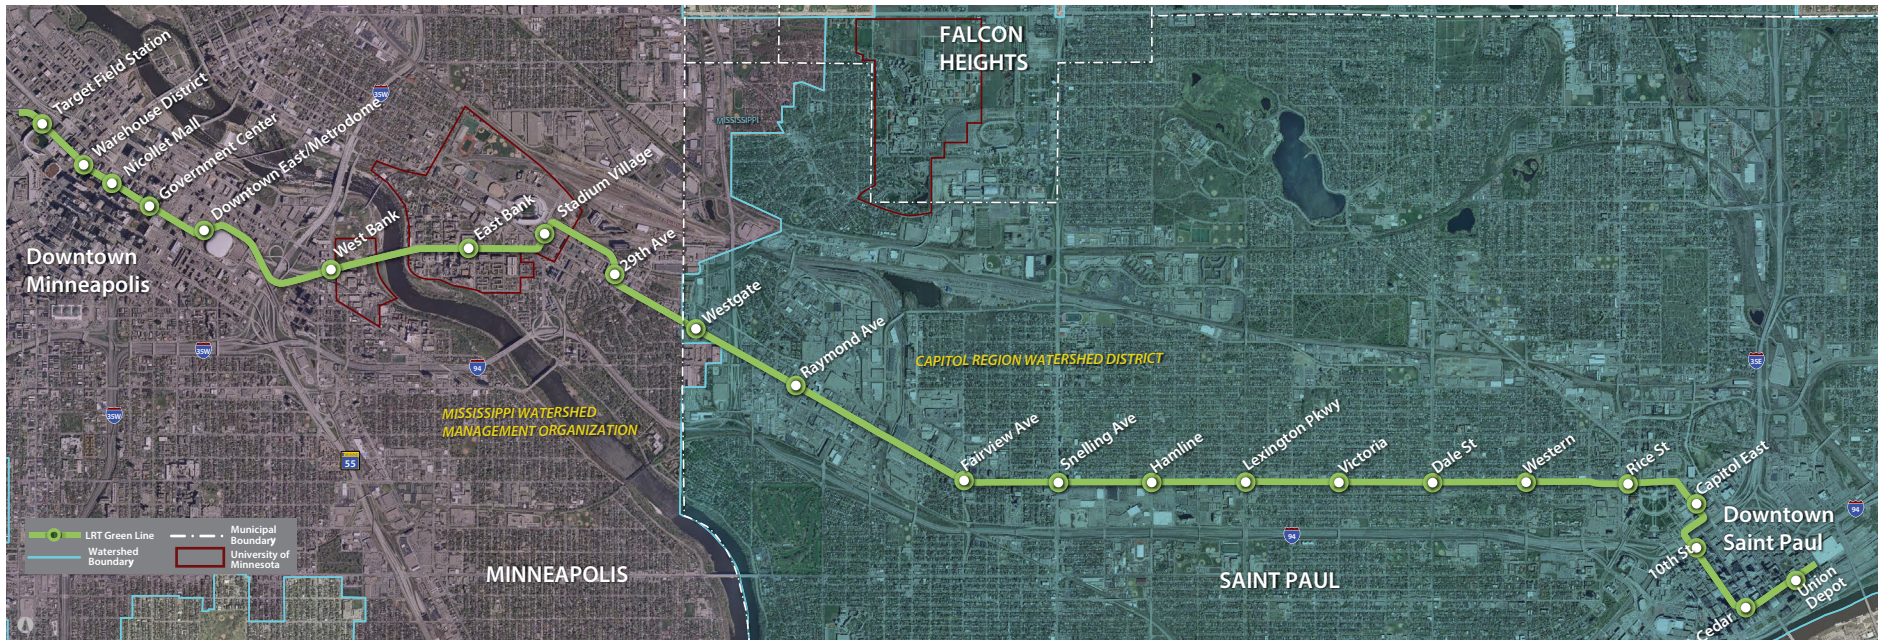 FALCON
HEIGHTS
Target Field Station
Warehouse District
Nicollet Mall
Government Center
Downtown East/Metrodome
35W
MISSISSIPPI
West Bank
East Bank
Stadium Village
29th Ave
Downtown
Minneapolis
Westgate
Raymond Ave
35W
94
35W
55
CAPITOL REGION WATERSHED DISTRICT
35E
MISSISSIPPI WATERSHED
MANAGEMENT ORGANIZATION
Fairview Ave
Snelling Ave
Hamline
Lexington Pkwy
Victoria
Dale St
Western
Rice St
Capitol East
94
94
Downtown
Saint Paul
10th St
Union
Depot
Cedar
MINNEAPOLIS
SAINT PAUL
LRT Green Line
Municipal
Boundary
Watershed
Boundary
University of
Minnesota